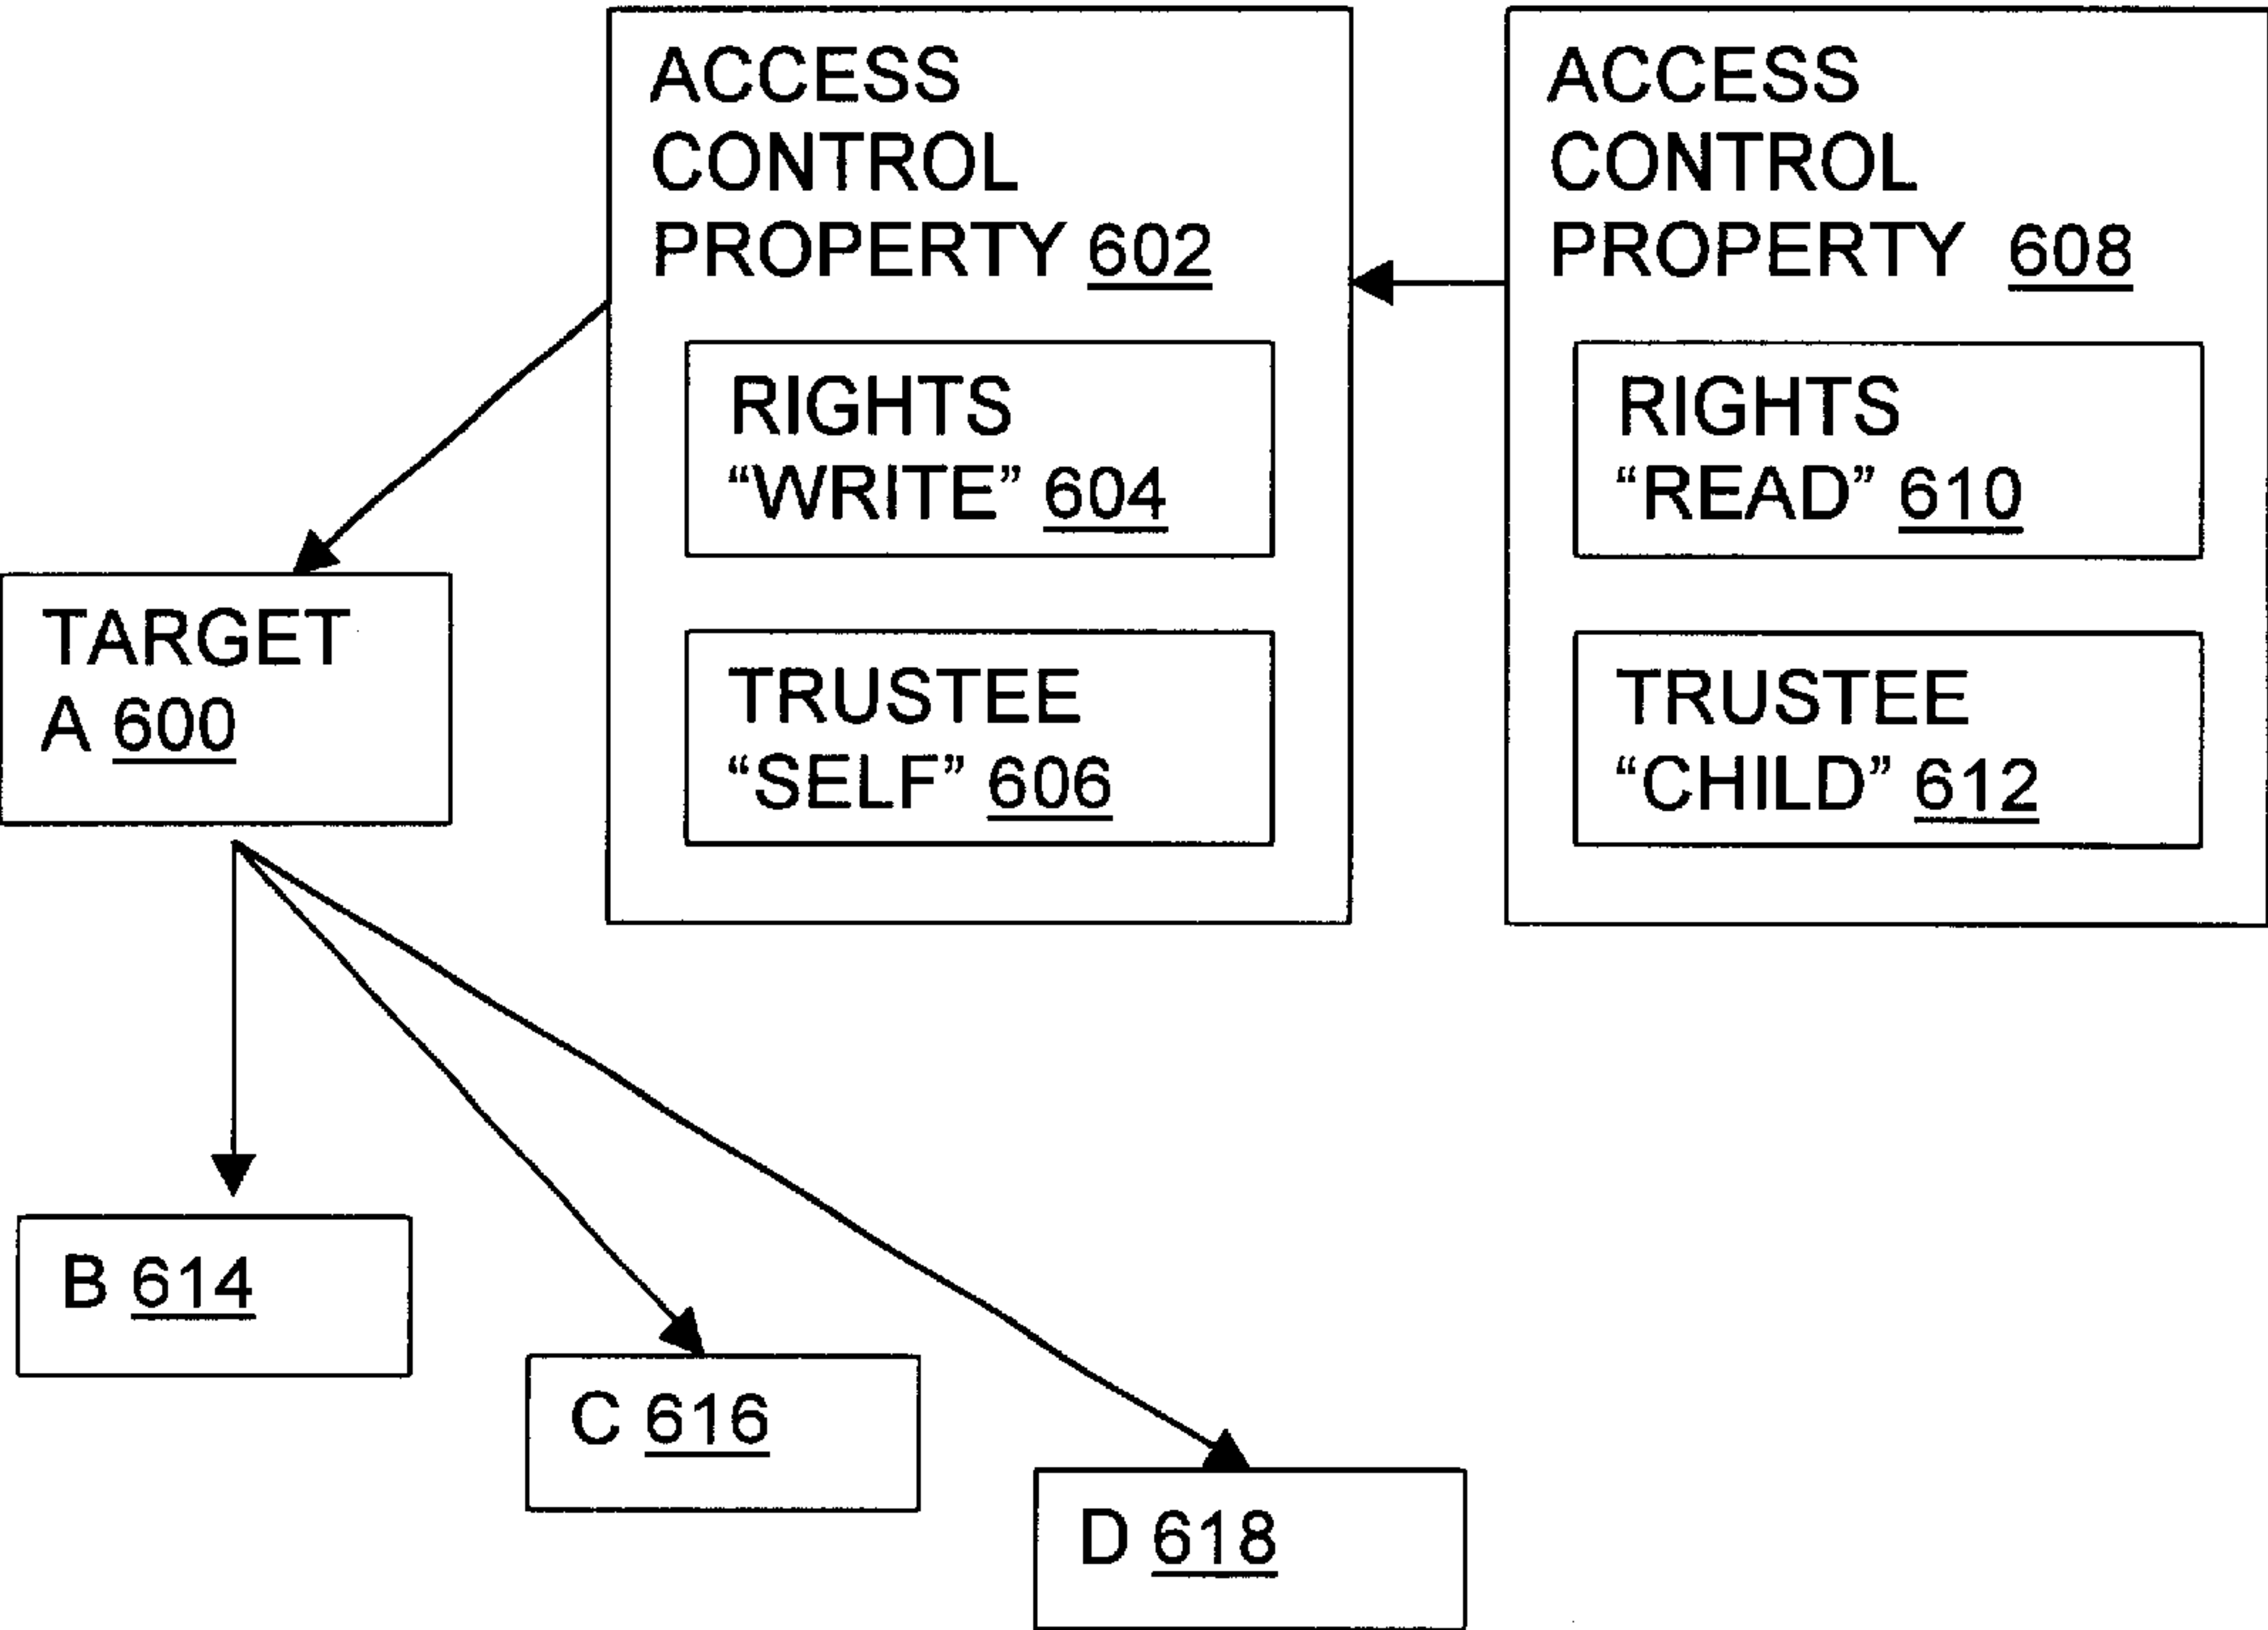 ACCESS
CONTROL
PROPERTY 602
RIGHTS
“WRITE” 604
TRUSTEE
“SELF” 606
ACCESS
CONTROL
PROPERTY 608
RIGHTS
“READ” 610
TRUSTEE
“CHILD” 612
TARGET
A 600
B 614
C 616
D 618